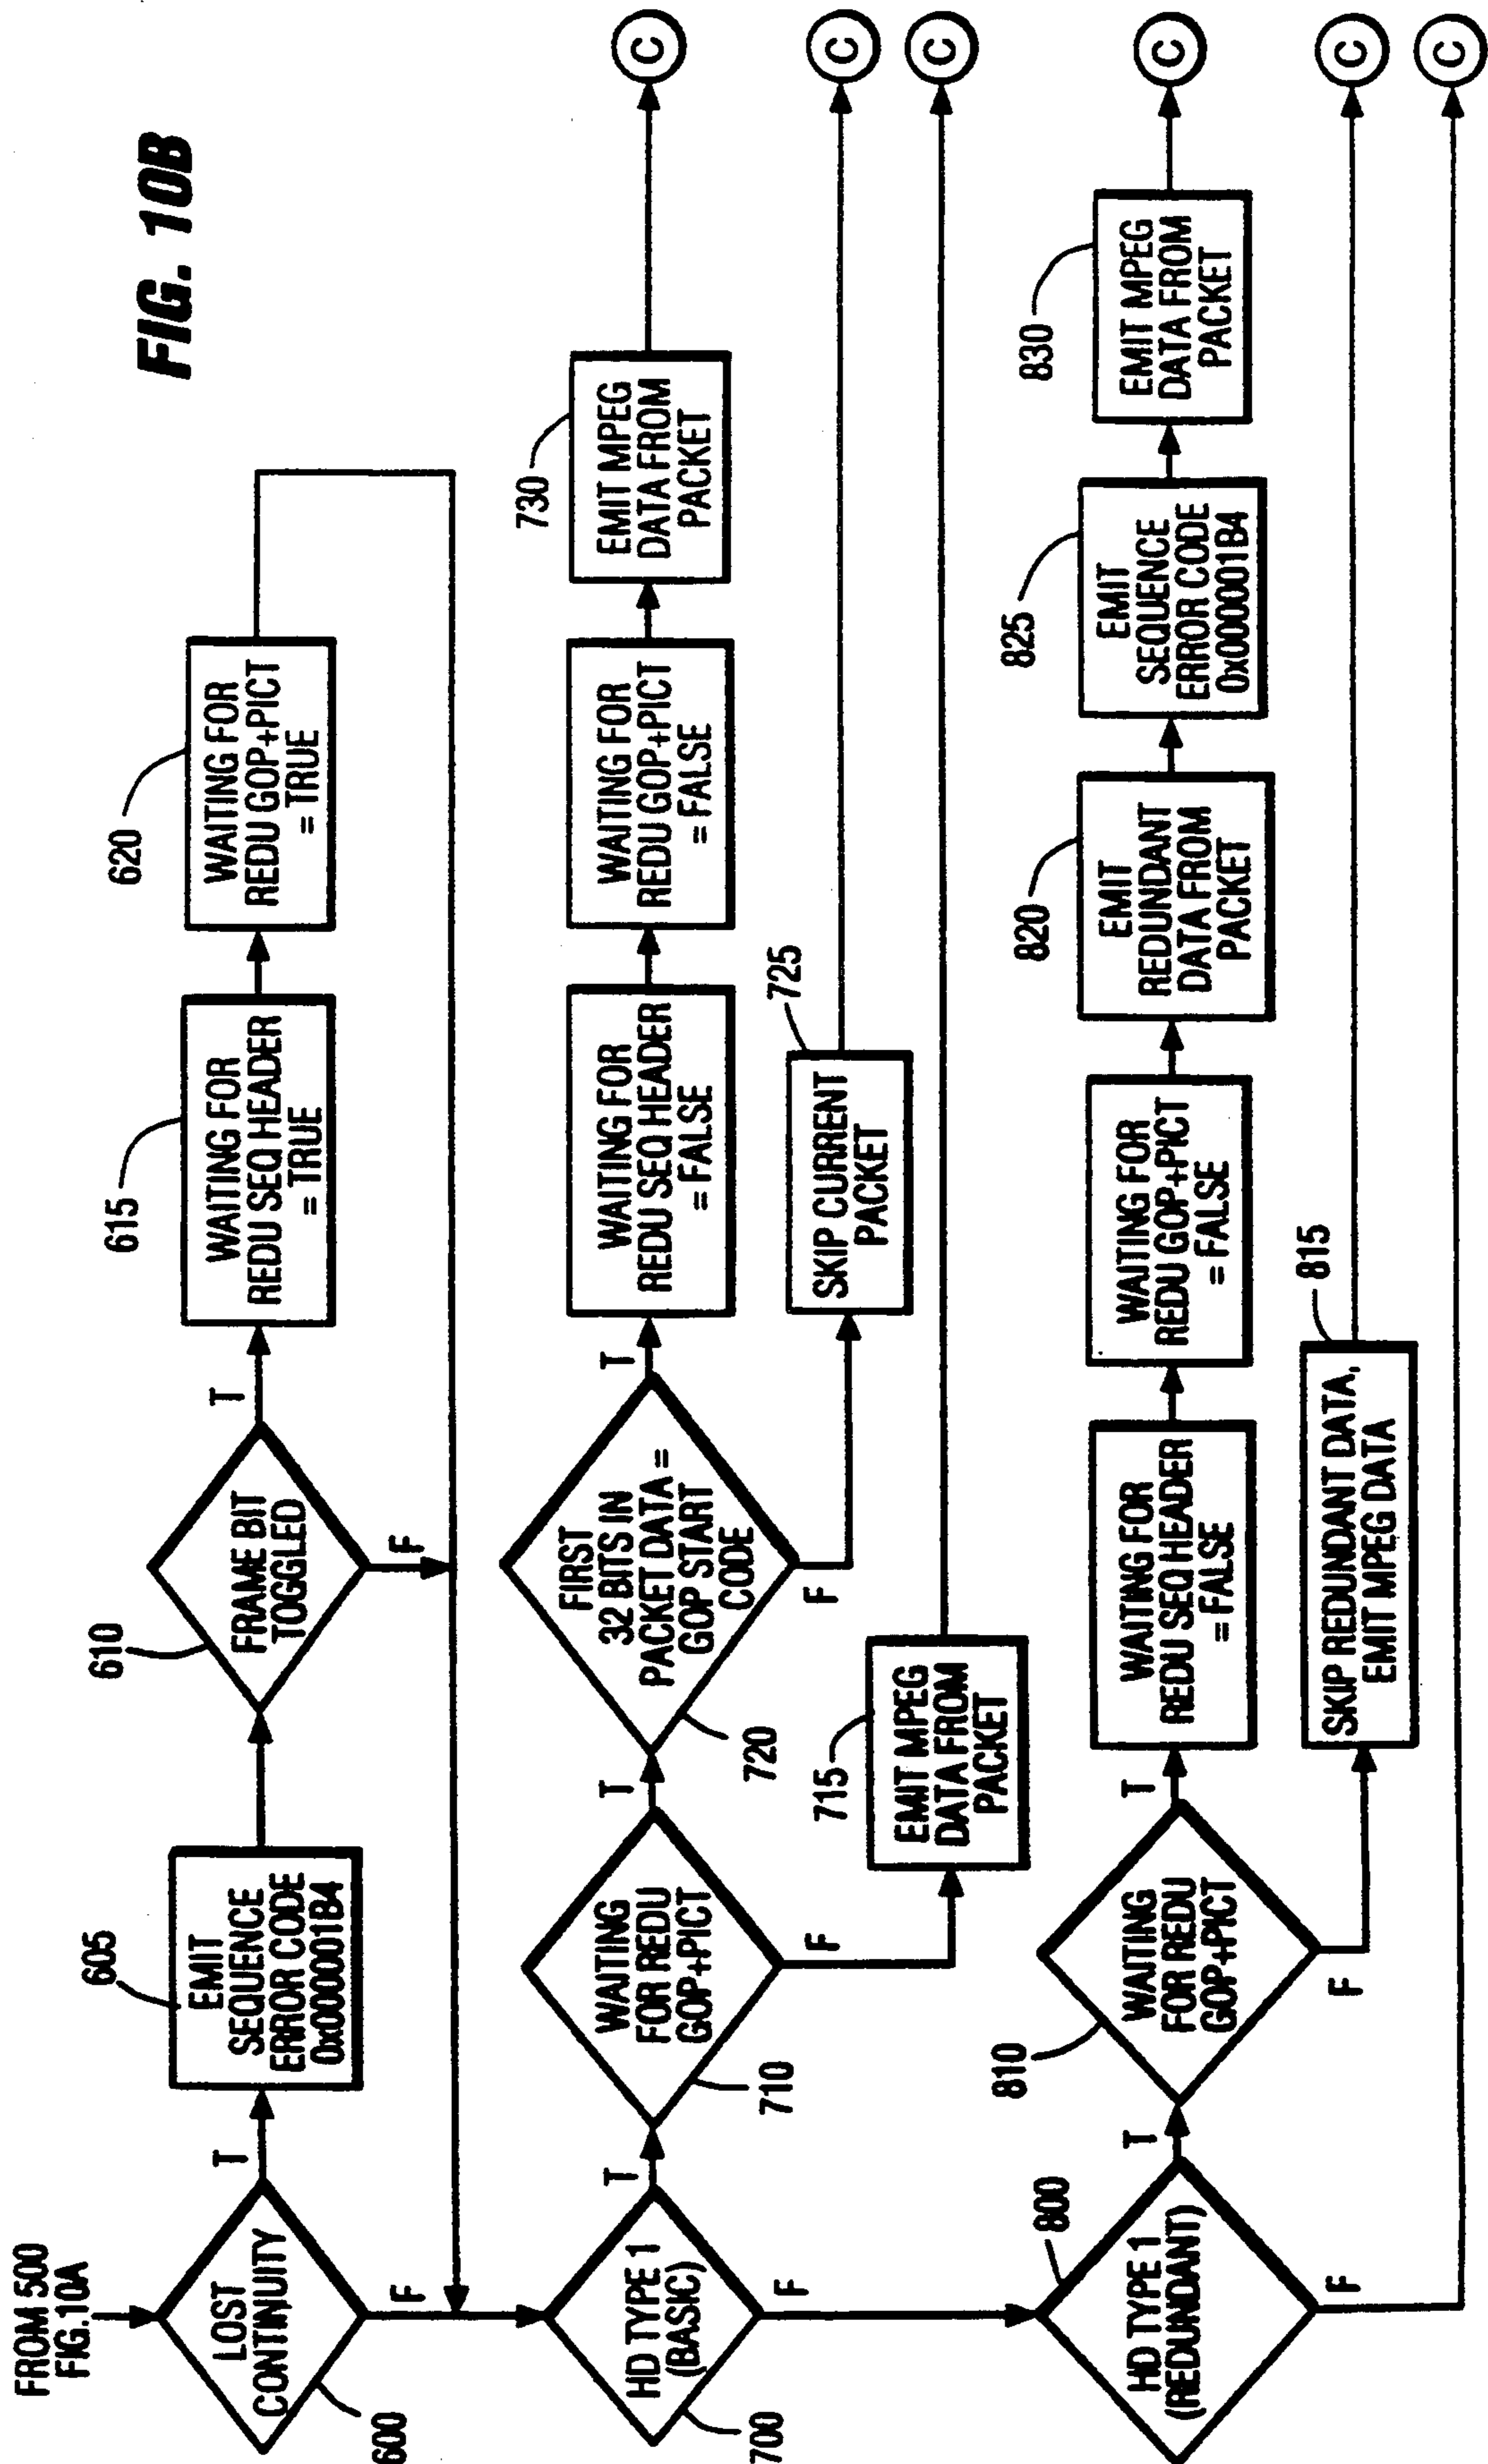 FIG. 10B
FROM 500
FIG.10A
LOST
CONTINUITY
600
T
F
605
EMIT
SEQUENCE
ERROR CODE
0x000001B4
610
FRAME BIT
TOGGLED
T
F
615
WAITING FOR
REDU SEQ HEADER
= TRUE
620
WAITING FOR
REDU GOP+PICT
= TRUE
HD TYPE 1
(BASIC)
700
T
F
WAITING
FOR REDU
GOP+PICT
710
T
F
715
EMIT MPEG
DATA FROM
PACKET
C
FIRST
32 BITS IN
PACKET DATA =
GOP START
CODE
720
T
F
725
SKIP CURRENT
PACKET
C
WAITING FOR
REDU SEQ HEADER
= FALSE
WAITING FOR
REDU GOP+PICT
= FALSE
730
EMIT MPEG
DATA FROM
PACKET
C
800
HD TYPE 1
(REDUNDANT)
T
F
C
810
WAITING
FOR REDU
GOP+PICT
T
F
815
SKIP REDUNDANT DATA,
EMIT MPEG DATA
C
WAITING FOR
REDU SEQ HEADER
= FALSE
WAITING FOR
REDU GOP+PICT
= FALSE
820
EMIT
REDUNDANT
DATA FROM
PACKET
825
EMIT
SEQUENCE
ERROR CODE
0x000001B4
830
EMIT MPEG
DATA FROM
PACKET
C